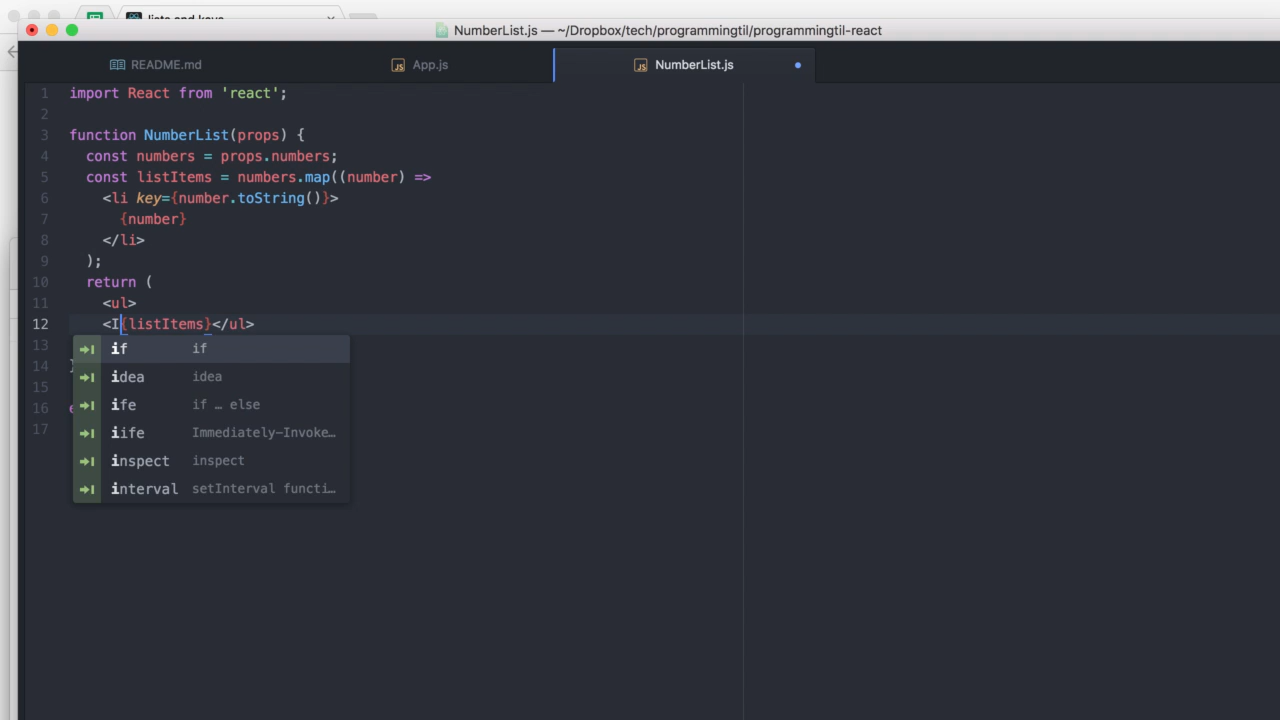 lists and keys
NumberList.js — ~/Dropbox/tech/programmingtil/programmingtil-react
README.md
App.js
NumberList.js
1 import React from 'react';
2
3 function NumberList(props) {
4 const numbers = props.numbers;
5 const listItems = numbers.map((number) =>
6 <li key={number.toString()}>
7 {number}
8 </li>
9 );
10 return (
11 <ul>
12 <I{listItems}</ul>
13
14 }
15
16 e
17
if if
idea idea
ife if … else
iife Immediately-Invoke…
inspect inspect
interval setInterval functi…